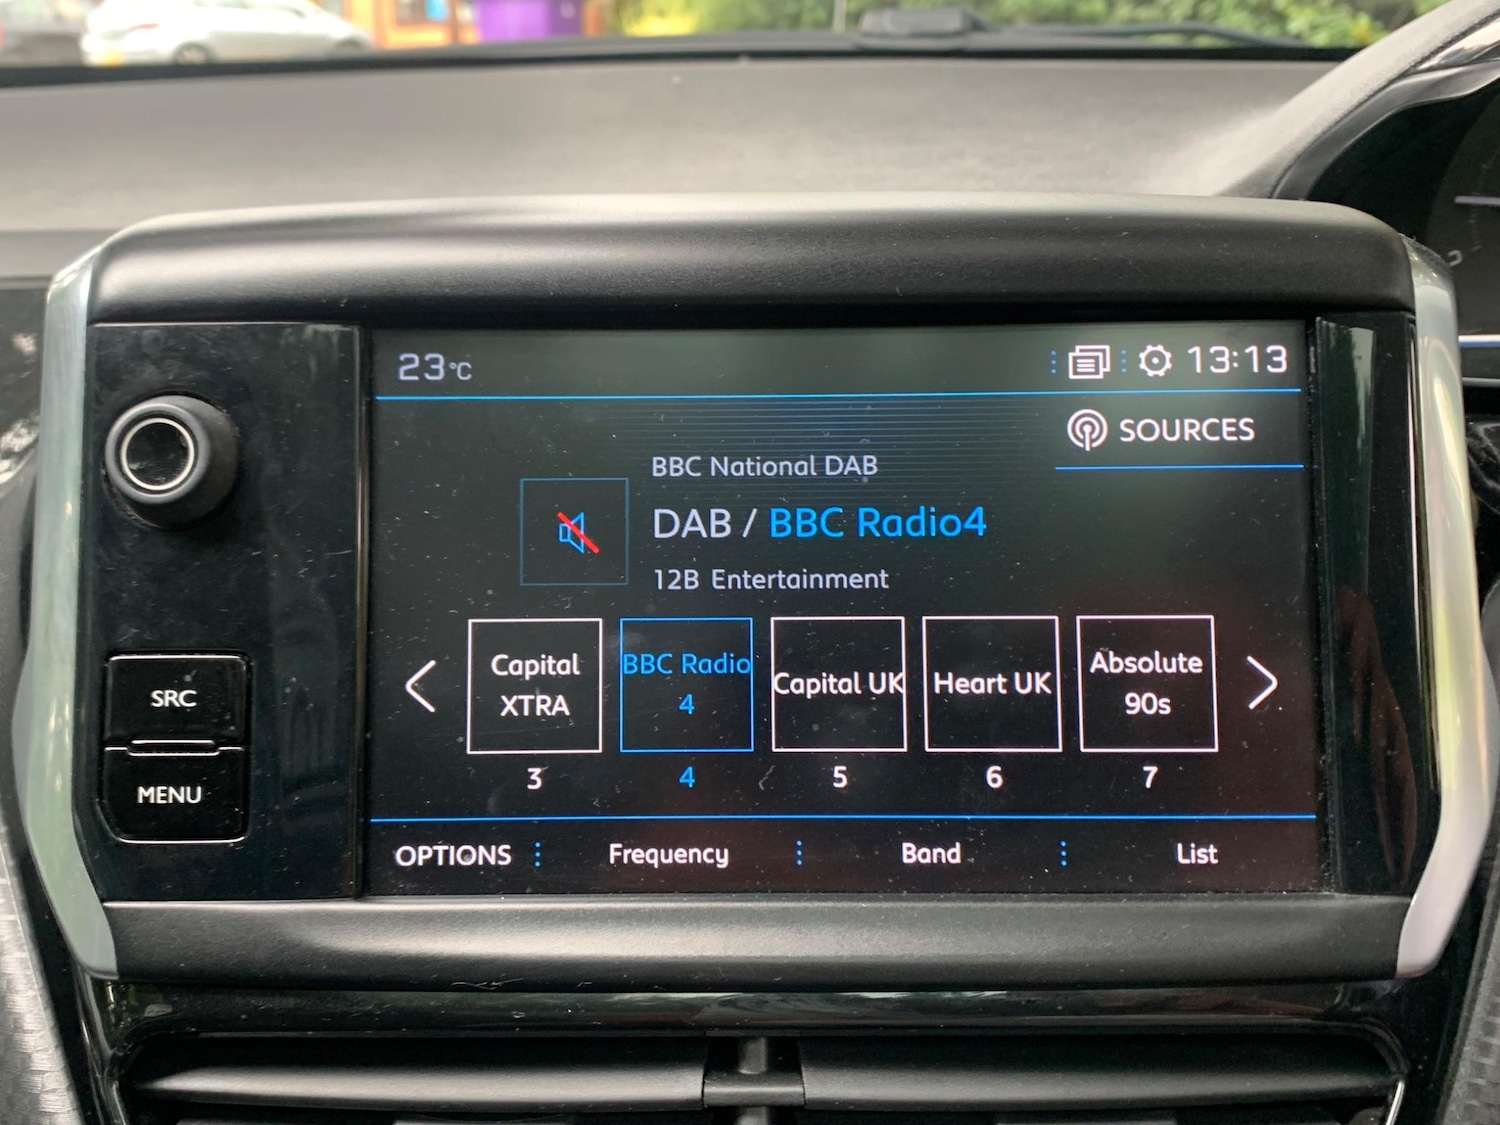 23°C
13:13
SOURCES
BBC National DAB
DAB / BBC Radio4
12B Entertainment
Capital
XTRA
BBC Radio
4
Capital UK
Heart UK
Absolute
90s
3
4
5
6
7
SRC
MENU
OPTIONS
Frequency
Band
List